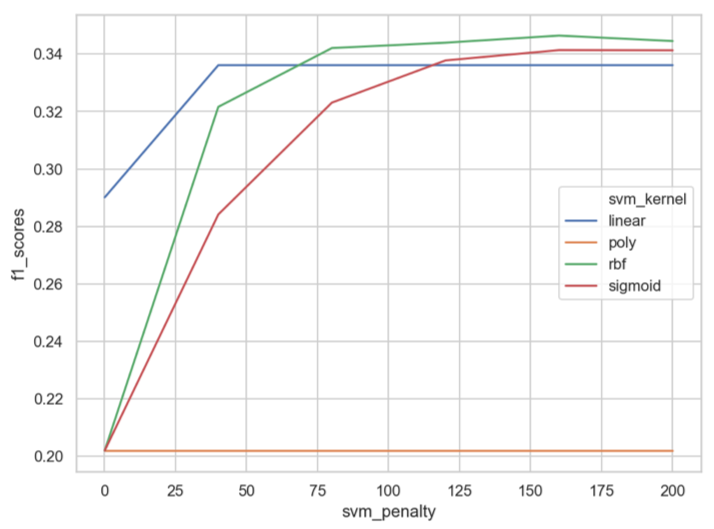 0.34
0.32
0.30
0.28
0.26
0.24
0.22
0.20
f1_scores
svm_kernel
linear
poly
rbf
sigmoid
0 25 50 75 100 125 150 175 200
svm_penalty